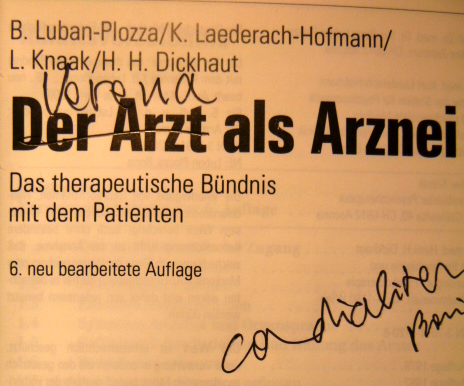 B. Luban-Plozza/K. Laederach-Hofmann/
L. Knaak/H. H. Dickhaut
Verena
Der Arzt als Arznei
Das therapeutische Bündnis
mit dem Patienten
6. neu bearbeitete Auflage
cordialiter